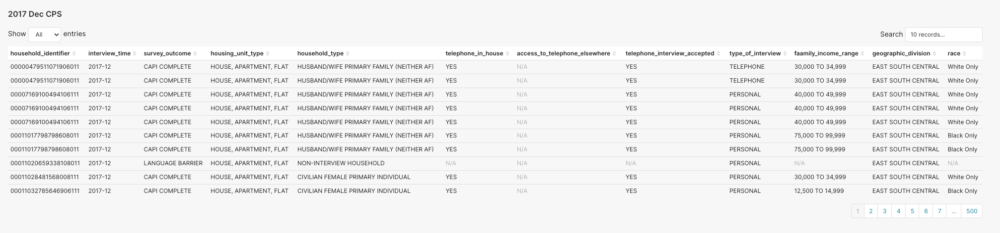 2017 Dec CPS
Show All entries
Search 10 records...
household_identifier interview_time survey_outcome housing_unit_type household_type telephone_in_house access_to_telephone_elsewhere telephone_interview_accepted type_of_interview faamily_income_range geographic_division race
00000479511071906011 2017-12 CAPI COMPLETE HOUSE, APARTMENT, FLAT HUSBAND/WIFE PRIMARY FAMILY (NEITHER AF) YES N/A YES TELEPHONE 30,000 TO 34,999 EAST SOUTH CENTRAL White Only
00000479511071906011 2017-12 CAPI COMPLETE HOUSE, APARTMENT, FLAT HUSBAND/WIFE PRIMARY FAMILY (NEITHER AF) YES N/A YES TELEPHONE 30,000 TO 34,999 EAST SOUTH CENTRAL White Only
00007169100494106111 2017-12 CAPI COMPLETE HOUSE, APARTMENT, FLAT HUSBAND/WIFE PRIMARY FAMILY (NEITHER AF) YES N/A YES PERSONAL 40,000 TO 49,999 EAST SOUTH CENTRAL White Only
00007169100494106111 2017-12 CAPI COMPLETE HOUSE, APARTMENT, FLAT HUSBAND/WIFE PRIMARY FAMILY (NEITHER AF) YES N/A YES PERSONAL 40,000 TO 49,999 EAST SOUTH CENTRAL White Only
00007169100494106111 2017-12 CAPI COMPLETE HOUSE, APARTMENT, FLAT HUSBAND/WIFE PRIMARY FAMILY (NEITHER AF) YES N/A YES PERSONAL 40,000 TO 49,999 EAST SOUTH CENTRAL White Only
00011017798798608011 2017-12 CAPI COMPLETE HOUSE, APARTMENT, FLAT HUSBAND/WIFE PRIMARY FAMILY (NEITHER AF) YES N/A YES PERSONAL 75,000 TO 99,999 EAST SOUTH CENTRAL Black Only
00011017798798608011 2017-12 CAPI COMPLETE HOUSE, APARTMENT, FLAT HUSBAND/WIFE PRIMARY FAMILY (NEITHER AF) YES N/A YES PERSONAL 75,000 TO 99,999 EAST SOUTH CENTRAL Black Only
00011020659338108011 2017-12 LANGUAGE BARRIER HOUSE, APARTMENT, FLAT NON-INTERVIEW HOUSEHOLD N/A N/A N/A PERSONAL N/A EAST SOUTH CENTRAL N/A
00011028481568008111 2017-12 CAPI COMPLETE HOUSE, APARTMENT, FLAT CIVILIAN FEMALE PRIMARY INDIVIDUAL YES N/A YES PERSONAL 30,000 TO 34,999 EAST SOUTH CENTRAL White Only
00011032785646906111 2017-12 CAPI COMPLETE HOUSE, APARTMENT, FLAT CIVILIAN FEMALE PRIMARY INDIVIDUAL YES N/A YES PERSONAL 12,500 TO 14,999 EAST SOUTH CENTRAL Black Only
1 2 3 4 5 6 7 ... 500